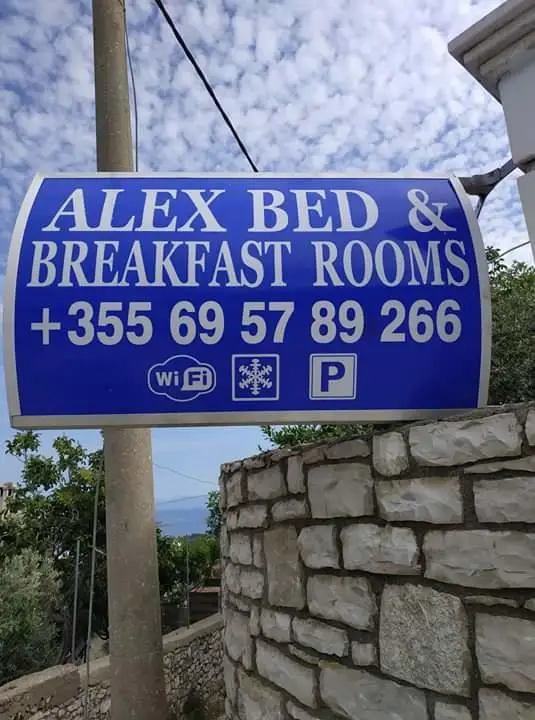 ALEX BED &
BREAKFAST ROOMS
+355 69 57 89 266
WiFi P